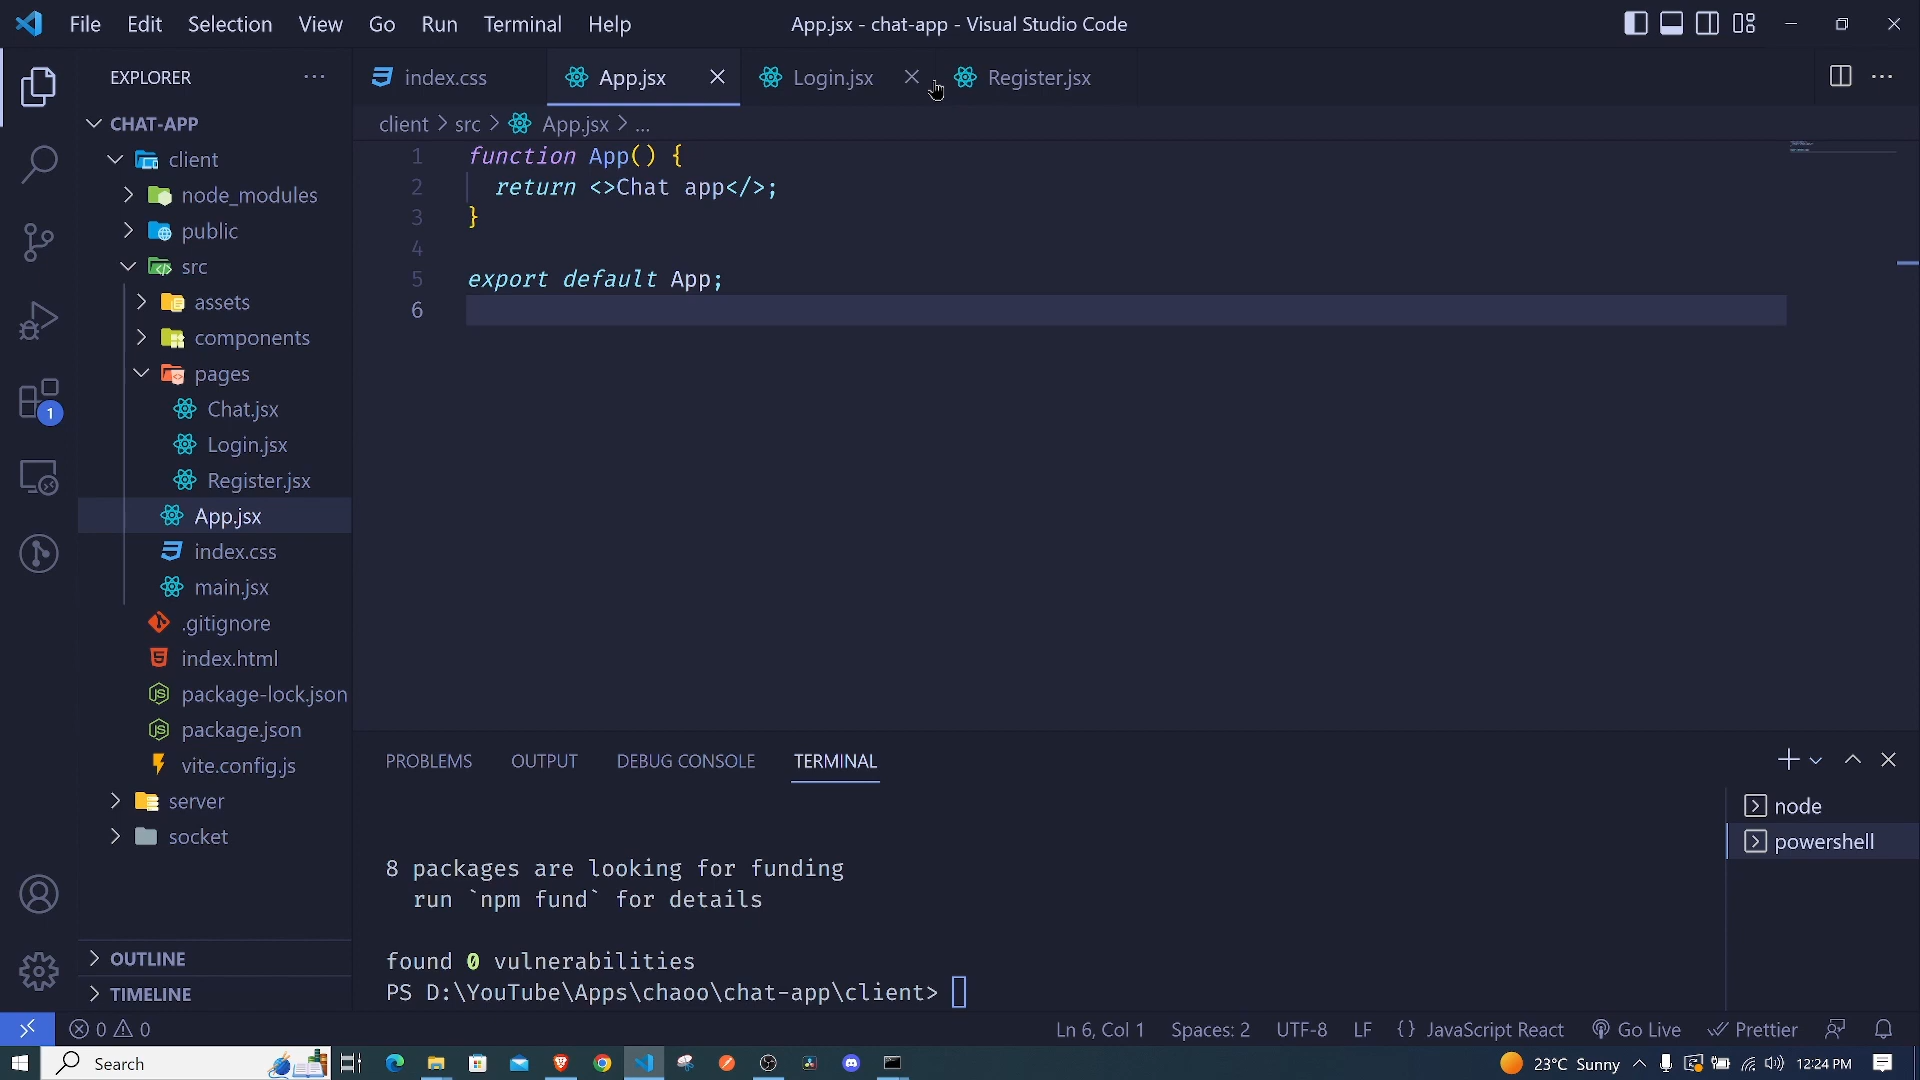 File Edit Selection View Go Run Terminal Help App.jsx - chat-app - Visual Studio Code
EXPLORER ... index.css App.jsx Login.jsx Register.jsx
CHAT-APP
client > src > App.jsx > ...
client
node_modules
public
src
assets
components
pages
Chat.jsx
Login.jsx
Register.jsx
App.jsx
index.css
main.jsx
.gitignore
index.html
package-lock.json
package.json
vite.config.js
server
socket
OUTLINE
TIMELINE
1 function App() {
2 return <>Chat app</>;
3 }
4
5 export default App;
6
1
PROBLEMS OUTPUT DEBUG CONSOLE TERMINAL
8 packages are looking for funding
run `npm fund` for details
found 0 vulnerabilities
PS D:\YouTube\Apps\chaoo\chat-app\client>
node
powershell
0 0 Ln 6, Col 1 Spaces: 2 UTF-8 LF {} JavaScript React Go Live Prettier
Search 23°C Sunny 12:24 PM